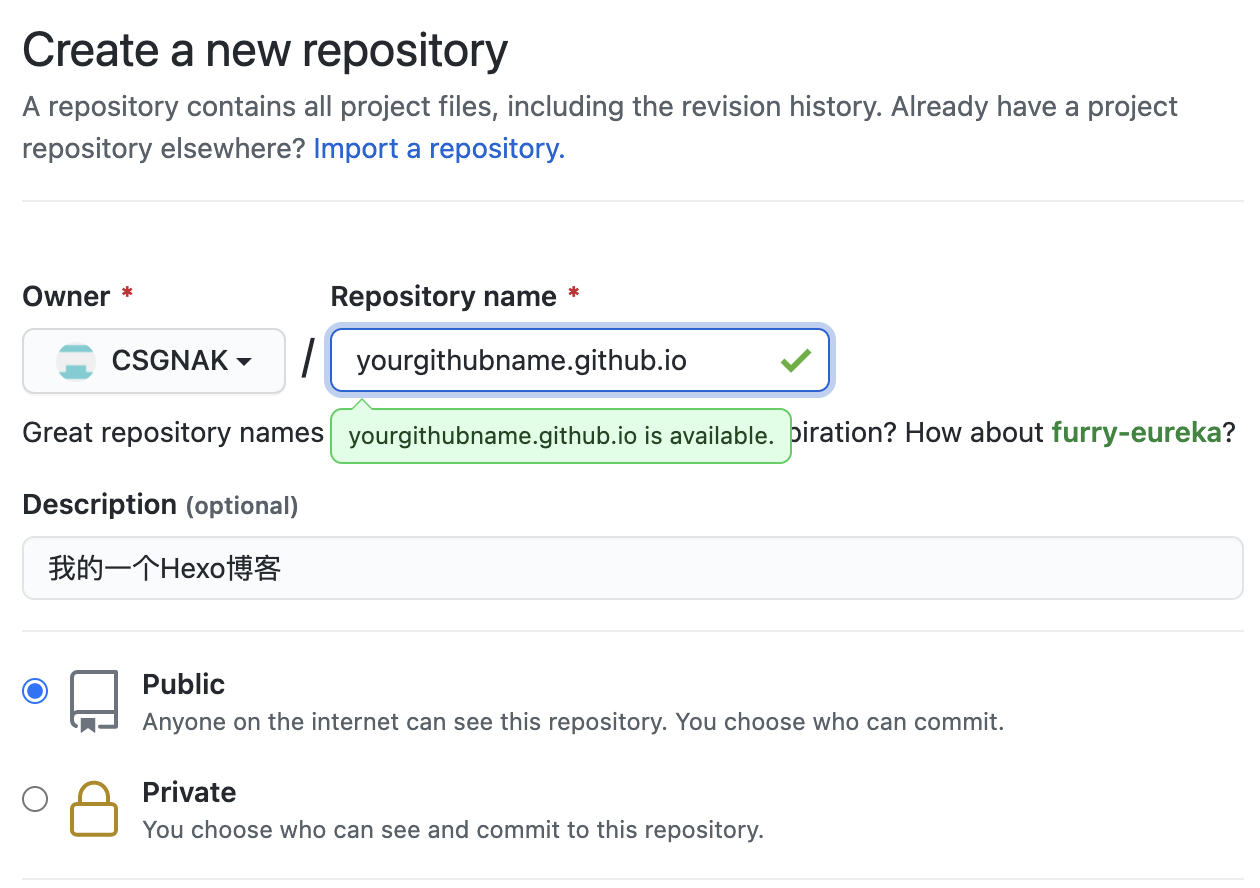 Create a new repository
A repository contains all project files, including the revision history. Already have a project
repository elsewhere? Import a repository.
Owner *
Repository name *
CSGNAK / yourgithubname.github.io
Great repository names
yourgithubname.github.io is available.
piration? How about furry-eureka?
Description (optional)
我的一个Hexo博客
Public
Anyone on the internet can see this repository. You choose who can commit.
Private
You choose who can see and commit to this repository.